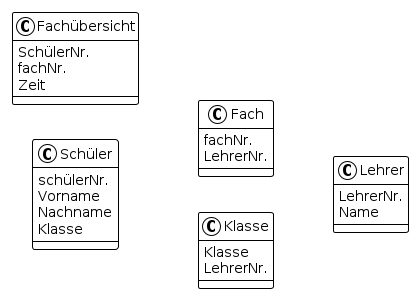 Fachübersicht
SchülerNr.
fachNr.
Zeit
Schüler
schülerNr.
Vorname
Nachname
Klasse
Fach
fachNr.
LehrerNr.
Klasse
Klasse
LehrerNr.
Lehrer
LehrerNr.
Name